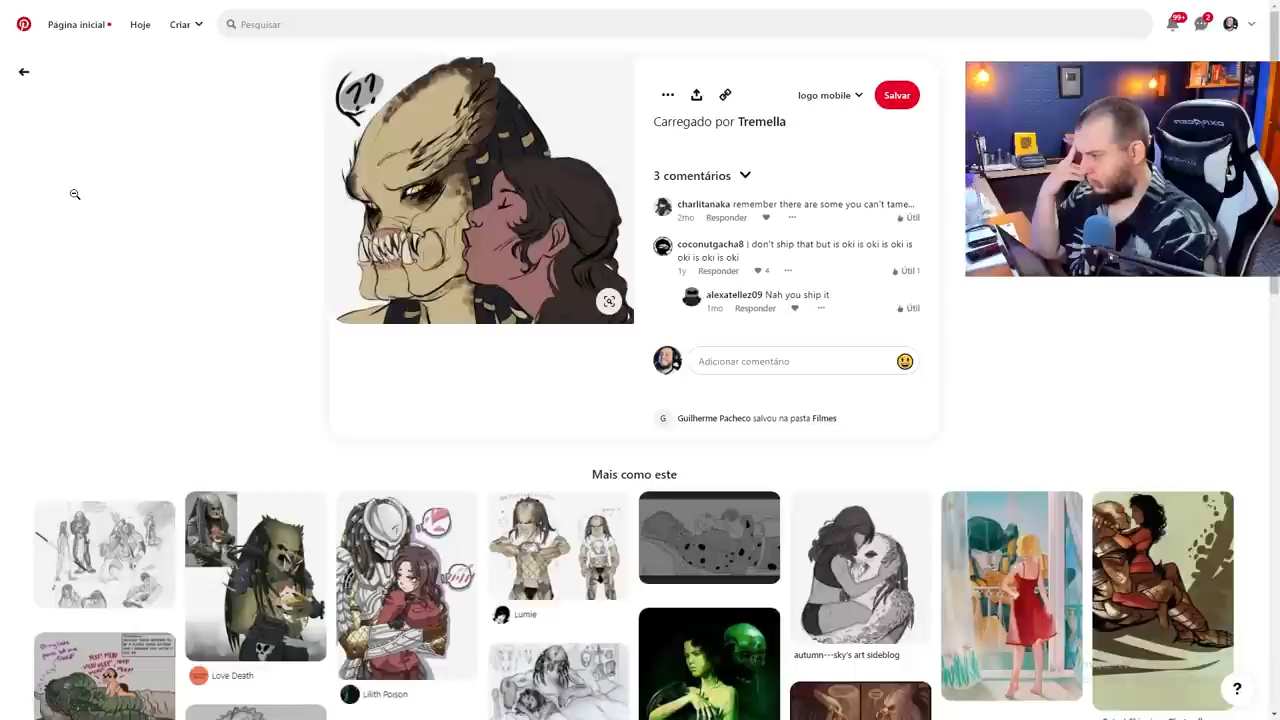 Página inicial
Hoje
Criar
Pesquisar
99+
2
??
logo mobile
Salvar
Carregado por Tremella
3 comentários
charlitanaka remember there are some you can't tame...
2mo Responder ... Útil
coconutgacha8 I don't ship that but is oki is oki is oki is
oki is oki is oki
1y Responder 4 ... Útil 1
alexatellez09 Nah you ship it
1mo Responder ... Útil
Adicionar comentário
G Guilherme Pacheco salvou na pasta Filmes
Mais como este
Lumie
autumn---sky's art sideblog
Love Death
Lilith Poison
?